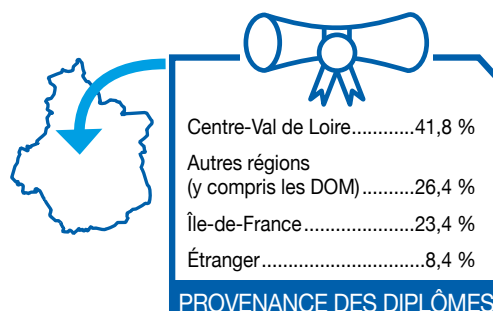 Centre-Val de Loire............41,8 %
Autres régions
(y compris les DOM)..........26,4 %
Île-de-France.....................23,4 %
Étranger...............................8,4 %
PROVENANCE DES DIPLÔMES